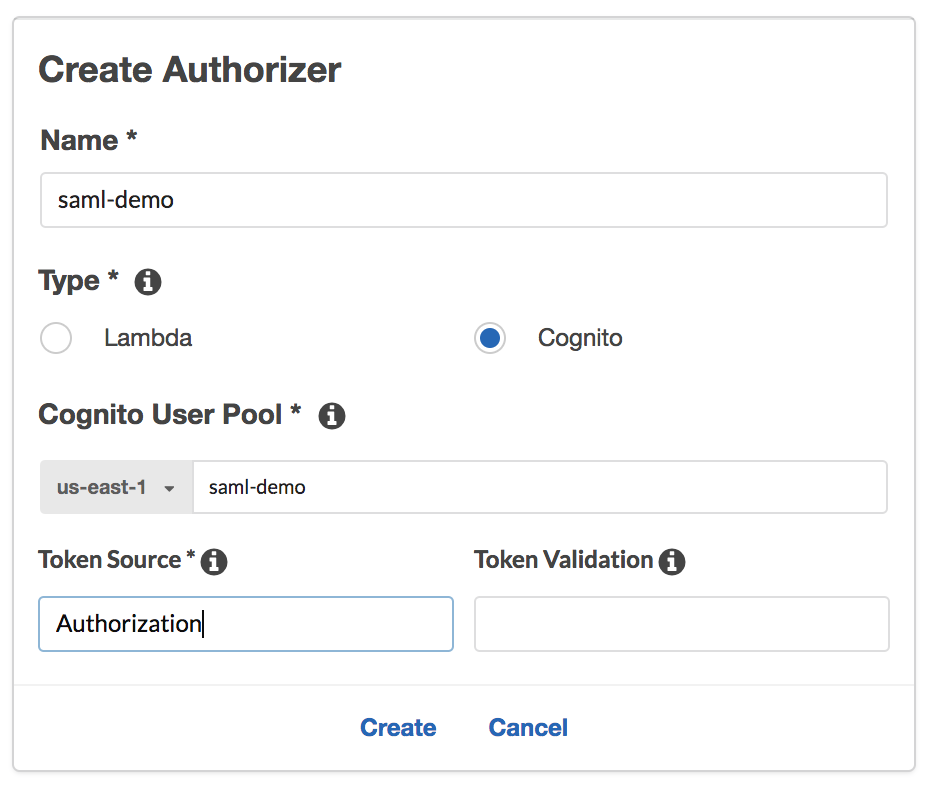 Create Authorizer
Name *
saml-demo
Type *
Lambda Cognito
Cognito User Pool *
us-east-1 saml-demo
Token Source * Token Validation
Authorization
Create Cancel